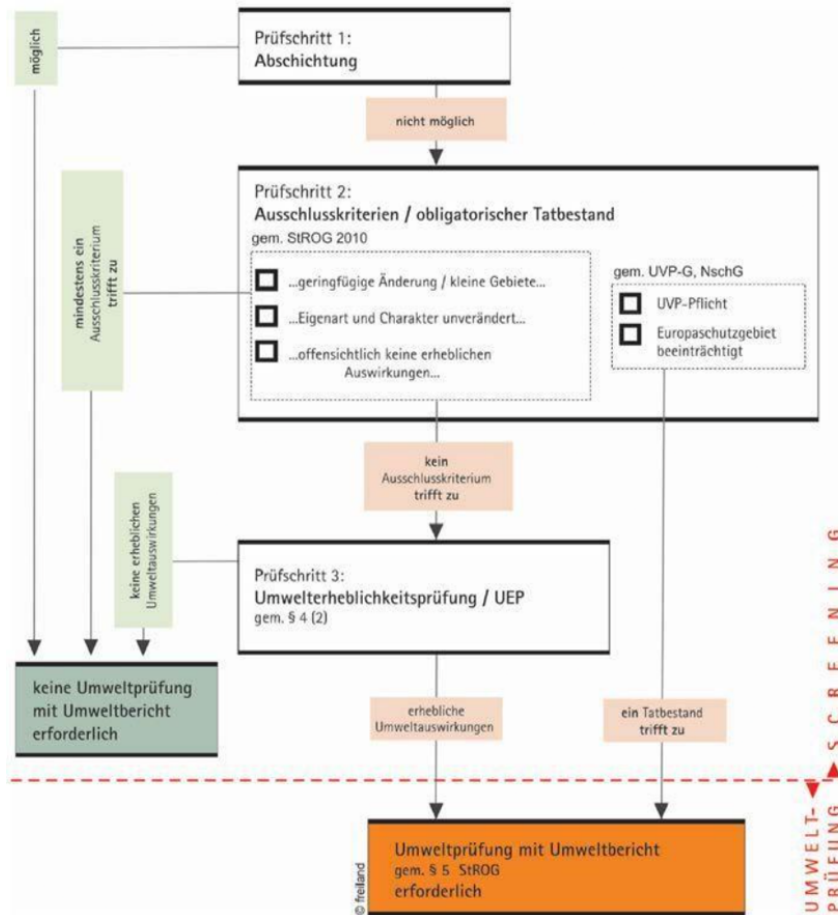 möglich
Prüfschritt 1:
Abschichtung
nicht möglich
Prüfschritt 2:
Ausschlusskriterien / obligatorischer Tatbestand
gem. StROG 2010
...geringfügige Änderung / kleine Gebiete...
...Eigenart und Charakter unverändert...
...offensichtlich keine erheblichen
Auswirkungen...
gem. UVP-G, NschG
UVP-Pflicht
Europaschutzgebiet
beeinträchtigt
mindestens ein
Ausschlusskriterium
trifft zu
kein
Ausschlusskriterium
trifft zu
keine erheblichen
Umweltauswirkungen
Prüfschritt 3:
Umwelterheblichkeitsprüfung / UEP
gem. § 4 (2)
keine Umweltprüfung
mit Umweltbericht
erforderlich
erhebliche
Umweltauswirkungen
ein Tatbestand
trifft zu
SCREENING
UMWELT-
PRÜFUNG
Umweltprüfung mit Umweltbericht
gem. § 5 StROG
erforderlich
© freiland